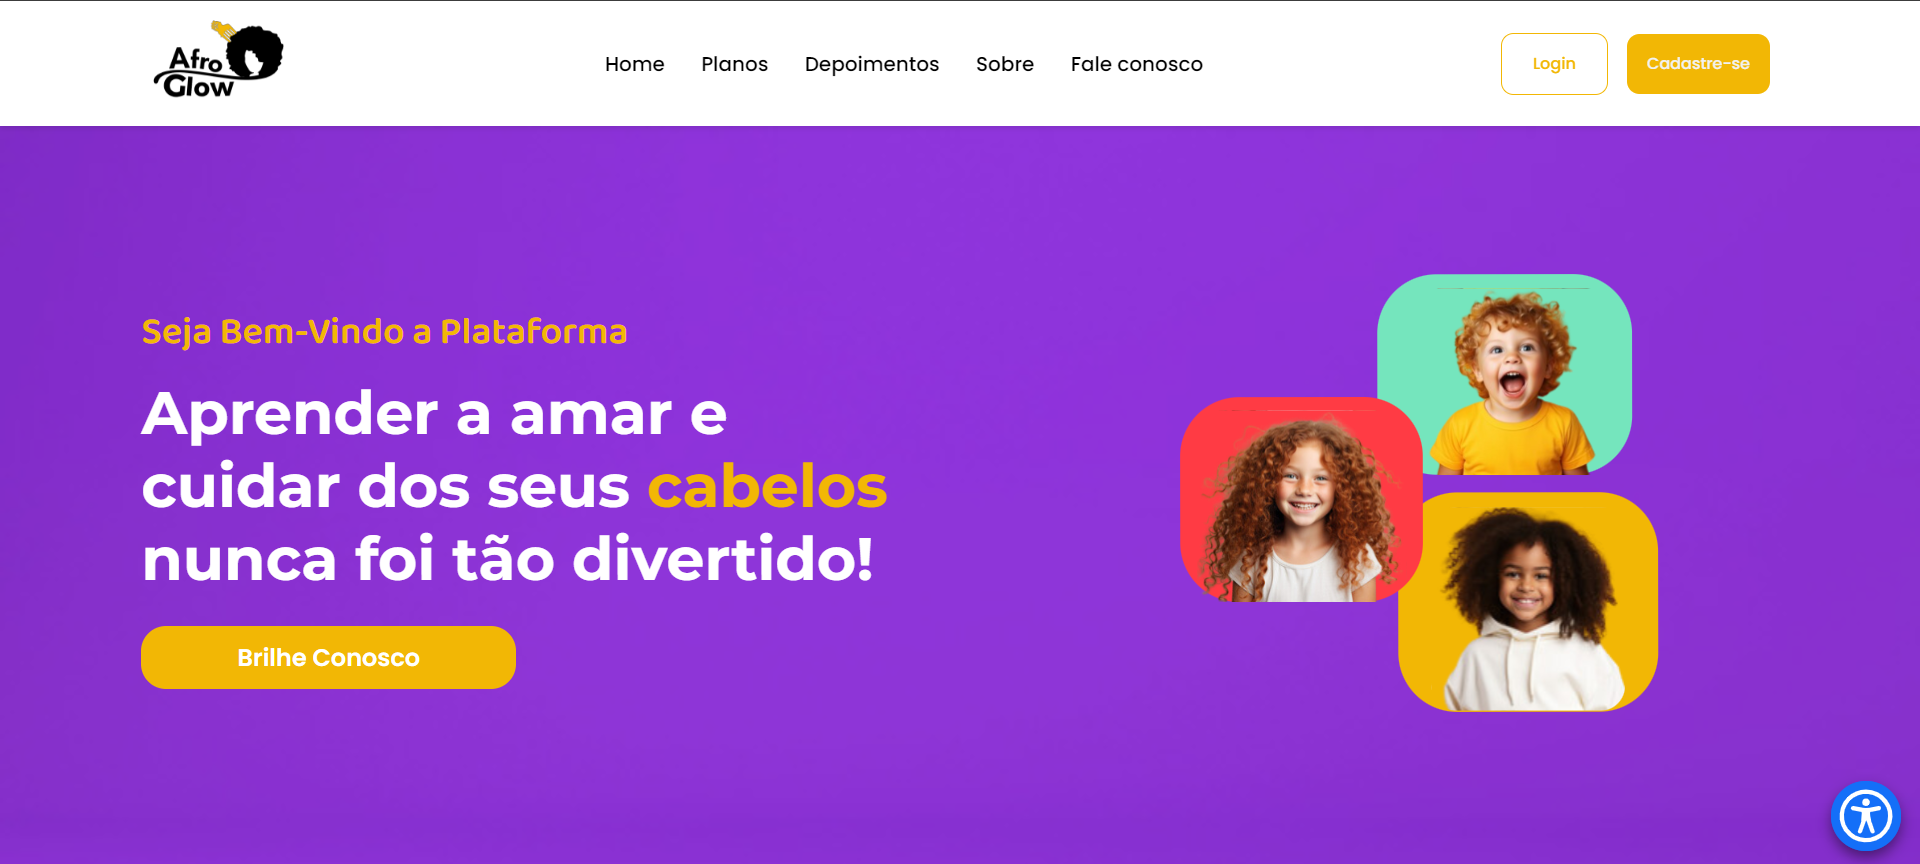 Afro
Glow
Home
Planos
Depoimentos
Sobre
Fale conosco
Login
Cadastre-se
Seja Bem-Vindo a Plataforma
Aprender a amar e
cuidar dos seus cabelos
nunca foi tão divertido!
Brilhe Conosco